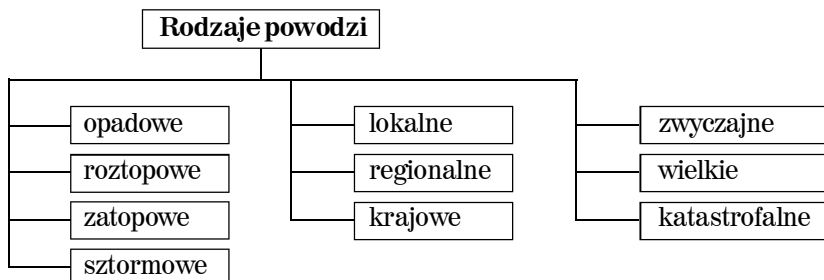 Rodzaje powodzi
opadowe
roztopowe
zatopowe
sztormowe
lokalne
regionalne
krajowe
zwyczajne
wielkie
katastrofalne